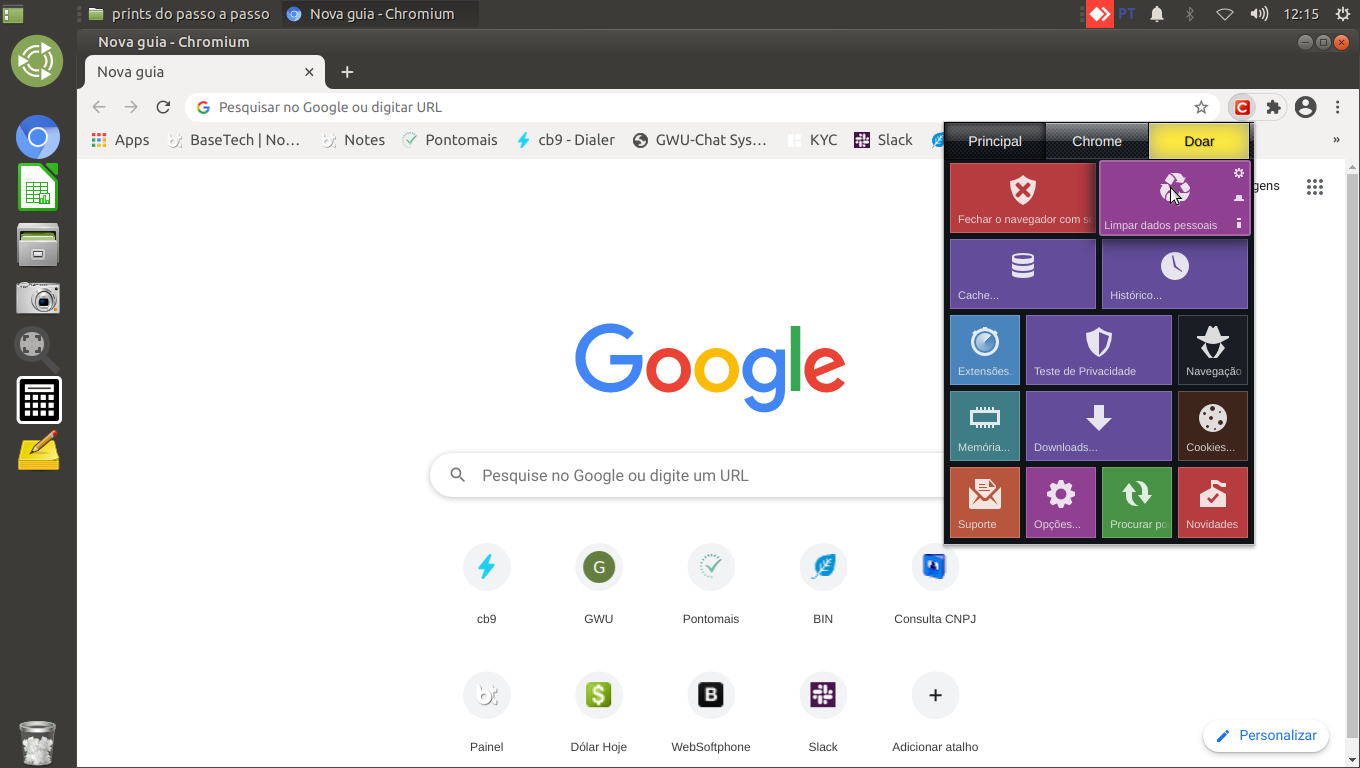 prints do passo a passo
Nova guia - Chromium
PT
12:15
Nova guia - Chromium
Nova guia
Pesquisar no Google ou digitar URL
Apps
BaseTech | No...
Notes
Pontomais
cb9 - Dialer
GWU-Chat Sys...
KYC
Slack
»
Principal
Chrome
Doar
gens
Fechar o navegador com s
Limpar dados pessoais
Cache...
Histórico...
Extensões.
Teste de Privacidade
Navegação
Memória...
Downloads...
Cookies...
Suporte
Opções...
Procurar po
Novidades
Google
Pesquise no Google ou digite um URL
G
cb9
GWU
Pontomais
BIN
Consulta CNPJ
$
B
Painel
Dólar Hoje
WebSoftphone
Slack
Adicionar atalho
Personalizar